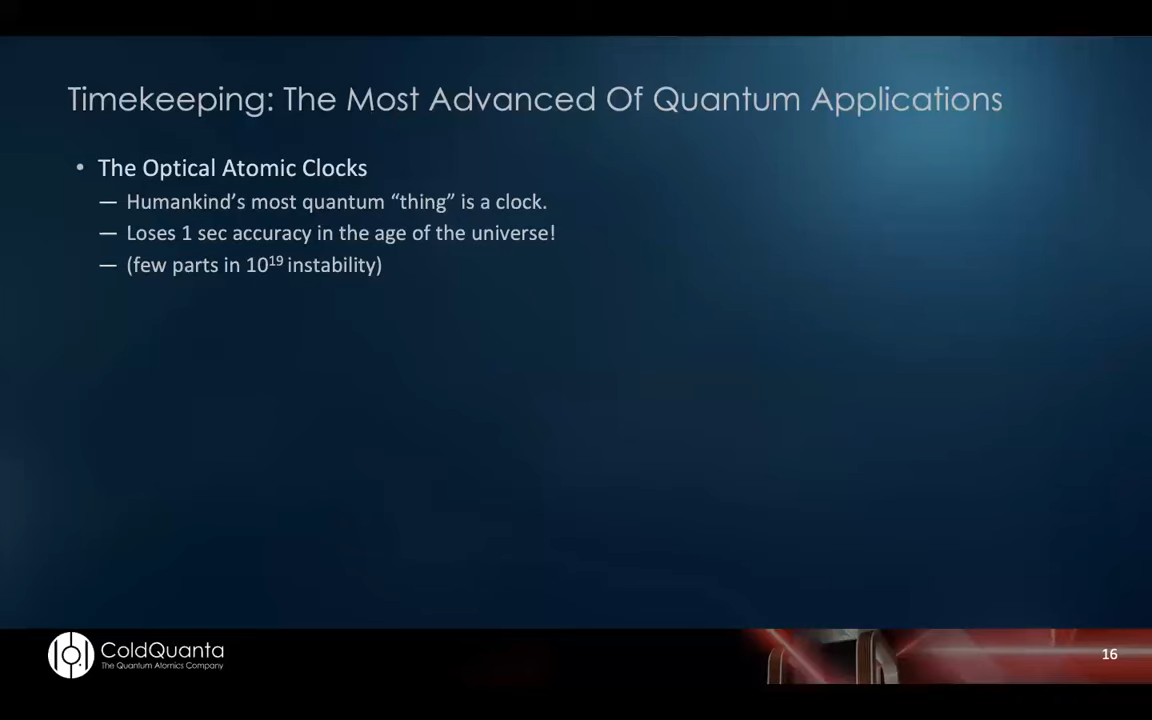 Timekeeping: The Most Advanced Of Quantum Applications
• The Optical Atomic Clocks
— Humankind’s most quantum “thing” is a clock.
— Loses 1 sec accuracy in the age of the universe!
— (few parts in 10¹⁹ instability)
ColdQuanta
The Quantum Atomics Company
16